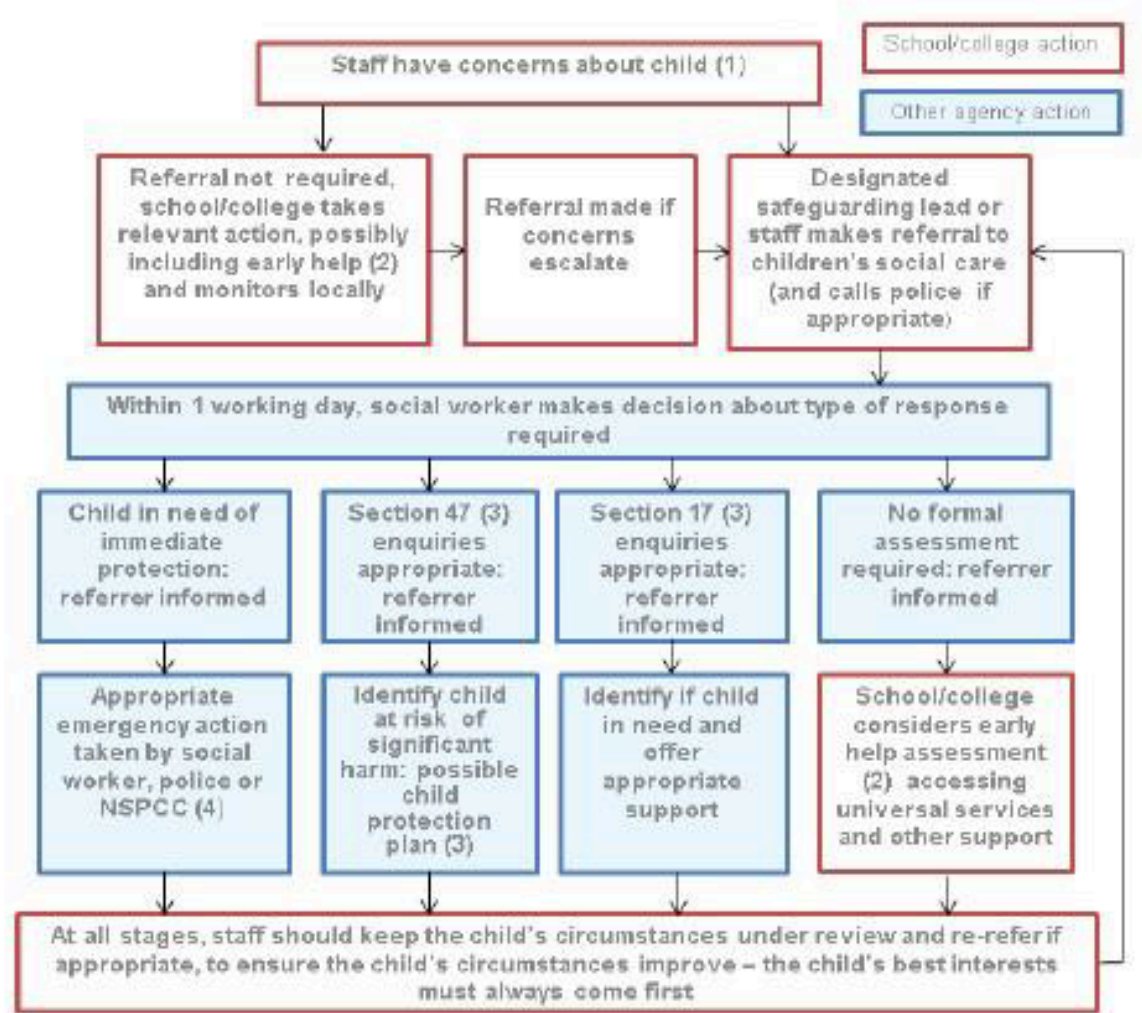 Staff have concerns about child (1)
School/college action
Other agency action
Referral not required,
school/college takes
relevant action, possibly
including early help (2)
and monitors locally
Referral made if
concerns
escalate
Designated
safeguarding lead or
staff makes referral to
children's social care
(and calls police if
appropriate)
Within 1 working day, social worker makes decision about type of response
required
Child in need of
immediate
protection:
referrer informed
Section 47 (3)
enquiries
appropriate:
referrer
informed
Section 17 (3)
enquiries
appropriate:
referrer
informed
No formal
assessment
required: referrer
informed
Appropriate
emergency action
taken by social
worker, police or
NSPCC (4)
Identify child
at risk of
significant
harm: possible
child
protection
plan (3)
Identify if child
in need and
offer
appropriate
support
School/college
considers early
help assessment
(2) accessing
universal services
and other support
At all stages, staff should keep the child's circumstances under review and re-refer if
appropriate, to ensure the child's circumstances improve – the child's best interests
must always come first